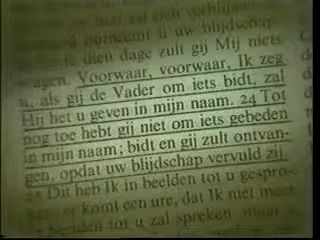 u blijdschap
dien dage zult gij Mij niets
agen. Voorwaar, voorwaar, Ik zeg
u, als gij de Vader om iets bidt, zal
Hij het u geven in mijn naam. 24 Tot
nog toe hebt gij niet om iets gebeden
in mijn naam; bidt en gij zult ontvan-
gen, opdat uw blijdschap vervuld zij.
Dit heb Ik in beelden tot u gespro-
komt een ure, dat Ik niet meer
tot u zal spreken